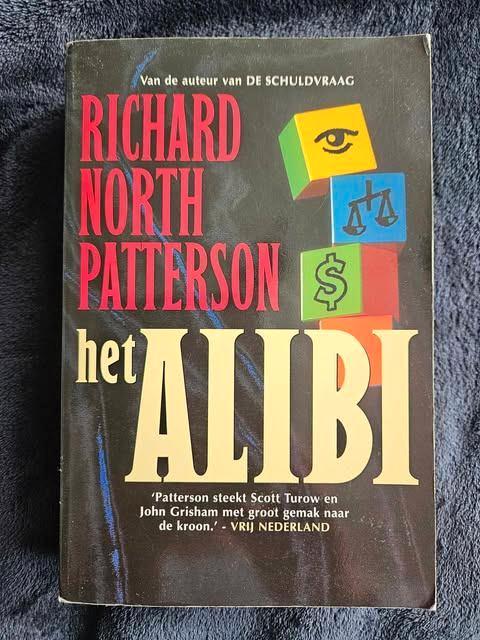 Van de auteur van DE SCHULDVRAAG
RICHARD
NORTH
PATTERSON
$
het ALIBI
'Patterson steekt Scott Turow en
John Grisham met groot gemak naar
de kroon.' - VRIJ NEDERLAND